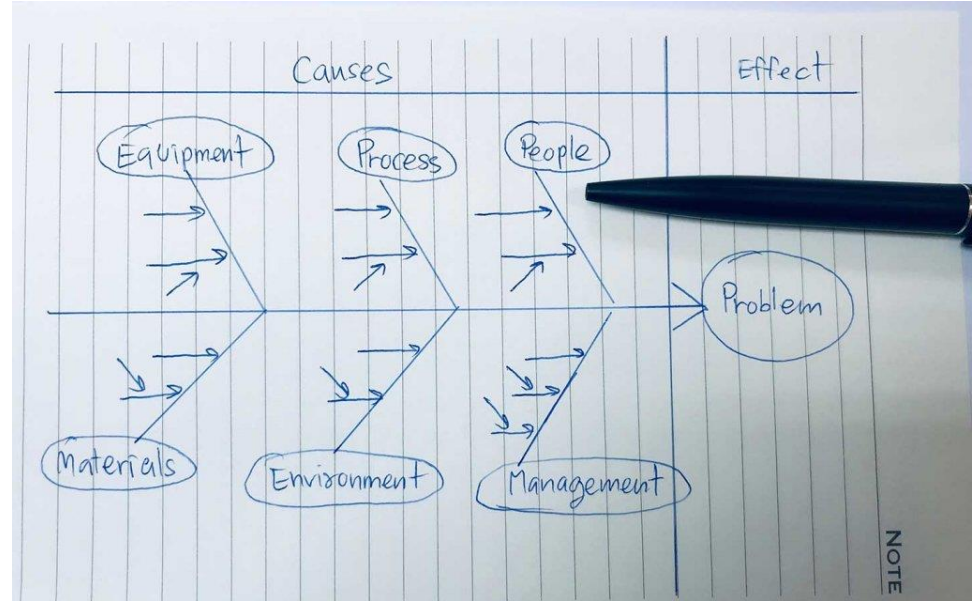 Causes
Effect
Equipment
Process
People
Problem
Materials
Environment
Management
NOTE